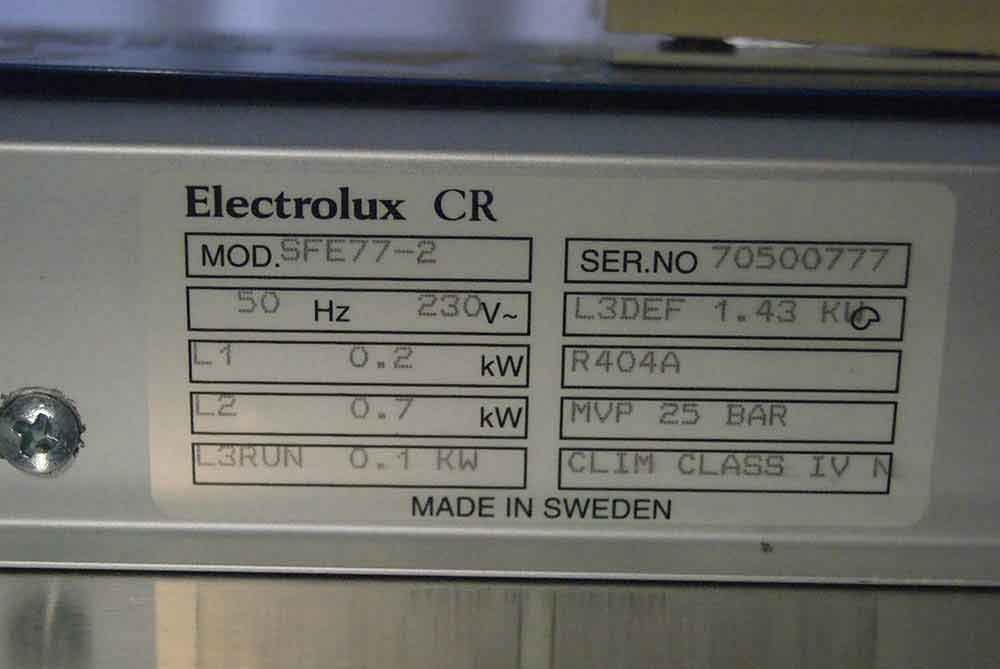 Electrolux CR
MOD. SFE77-2
SER.NO 70500777
50 Hz 230 V~
L3DEF 1.43 KW
L1 0.2 kW
R404A
L2 0.7 kW
MVP 25 BAR
L3RUN 0.1 KW
CLIM CLASS IV N
MADE IN SWEDEN